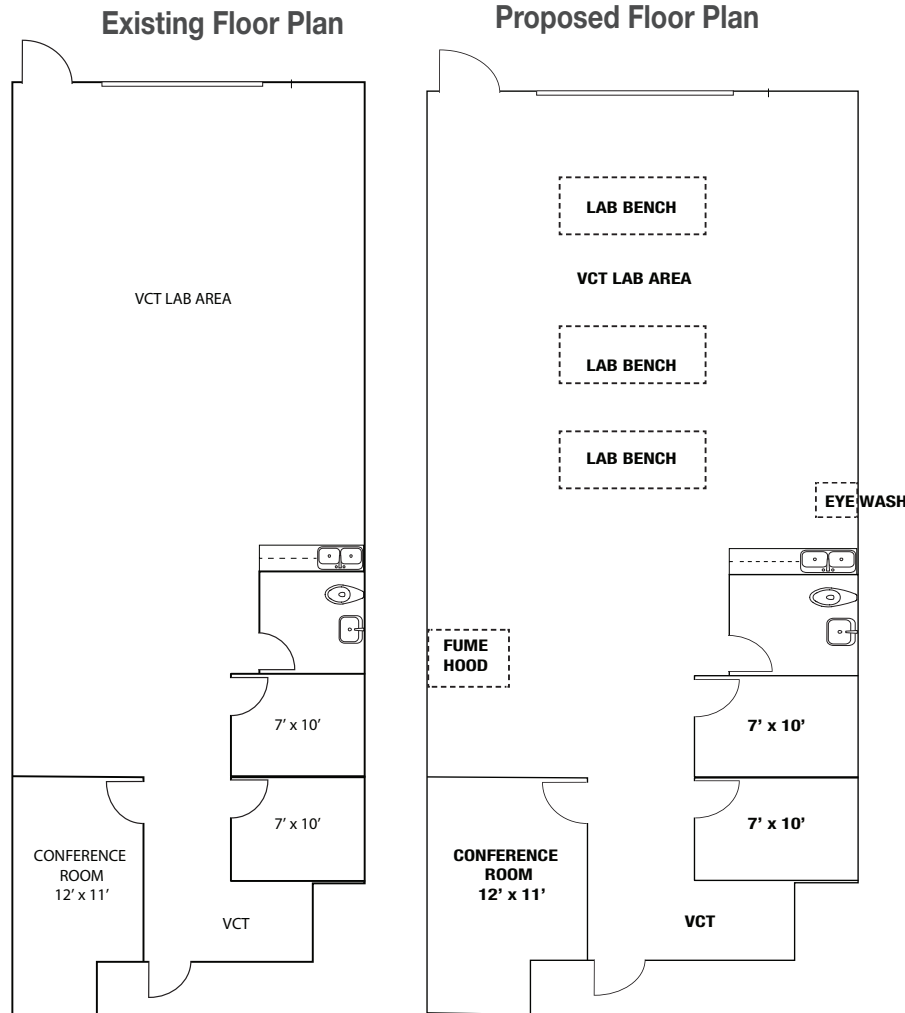 Existing Floor Plan
VCT LAB AREA
7’ x 10’
7’ x 10’
CONFERENCE
ROOM
12’ x 11’
VCT
Proposed Floor Plan
LAB BENCH
VCT LAB AREA
LAB BENCH
LAB BENCH
EYE WASH
FUME
HOOD
7’ x 10’
7’ x 10’
CONFERENCE
ROOM
12’ x 11’
VCT